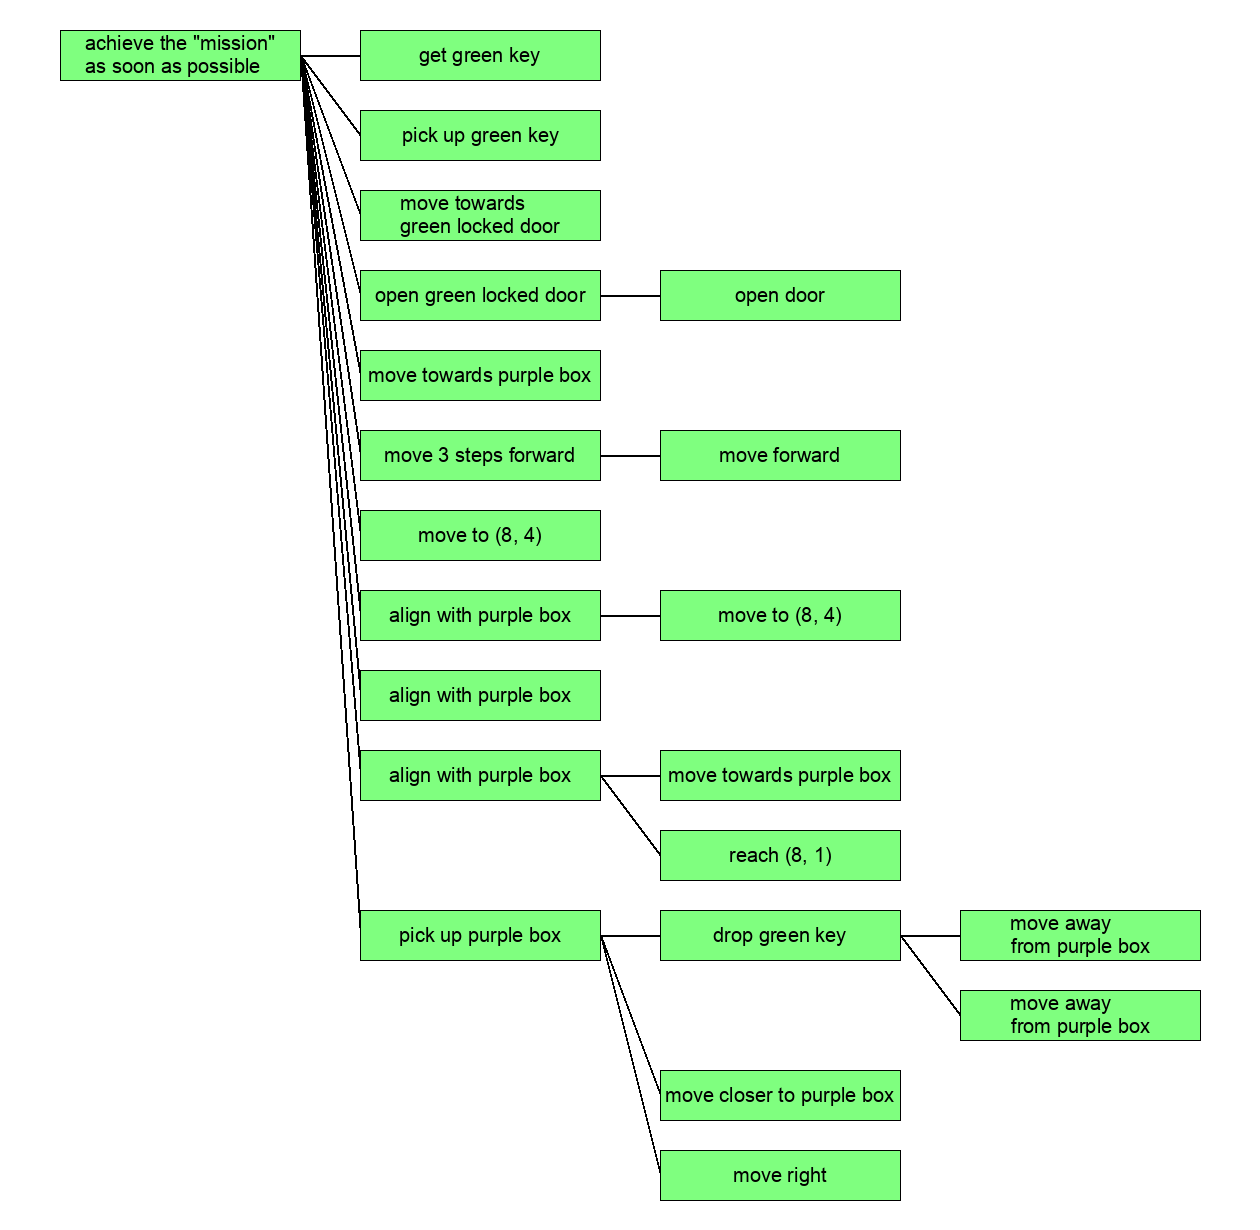 achieve the "mission"
as soon as possible
get green key
pick up green key
move towards
green locked door
open green locked door
open door
move towards purple box
move 3 steps forward
move forward
move to (8, 4)
align with purple box
move to (8, 4)
align with purple box
align with purple box
move towards purple box
reach (8, 1)
pick up purple box
drop green key
move away
from purple box
move away
from purple box
move closer to purple box
move right